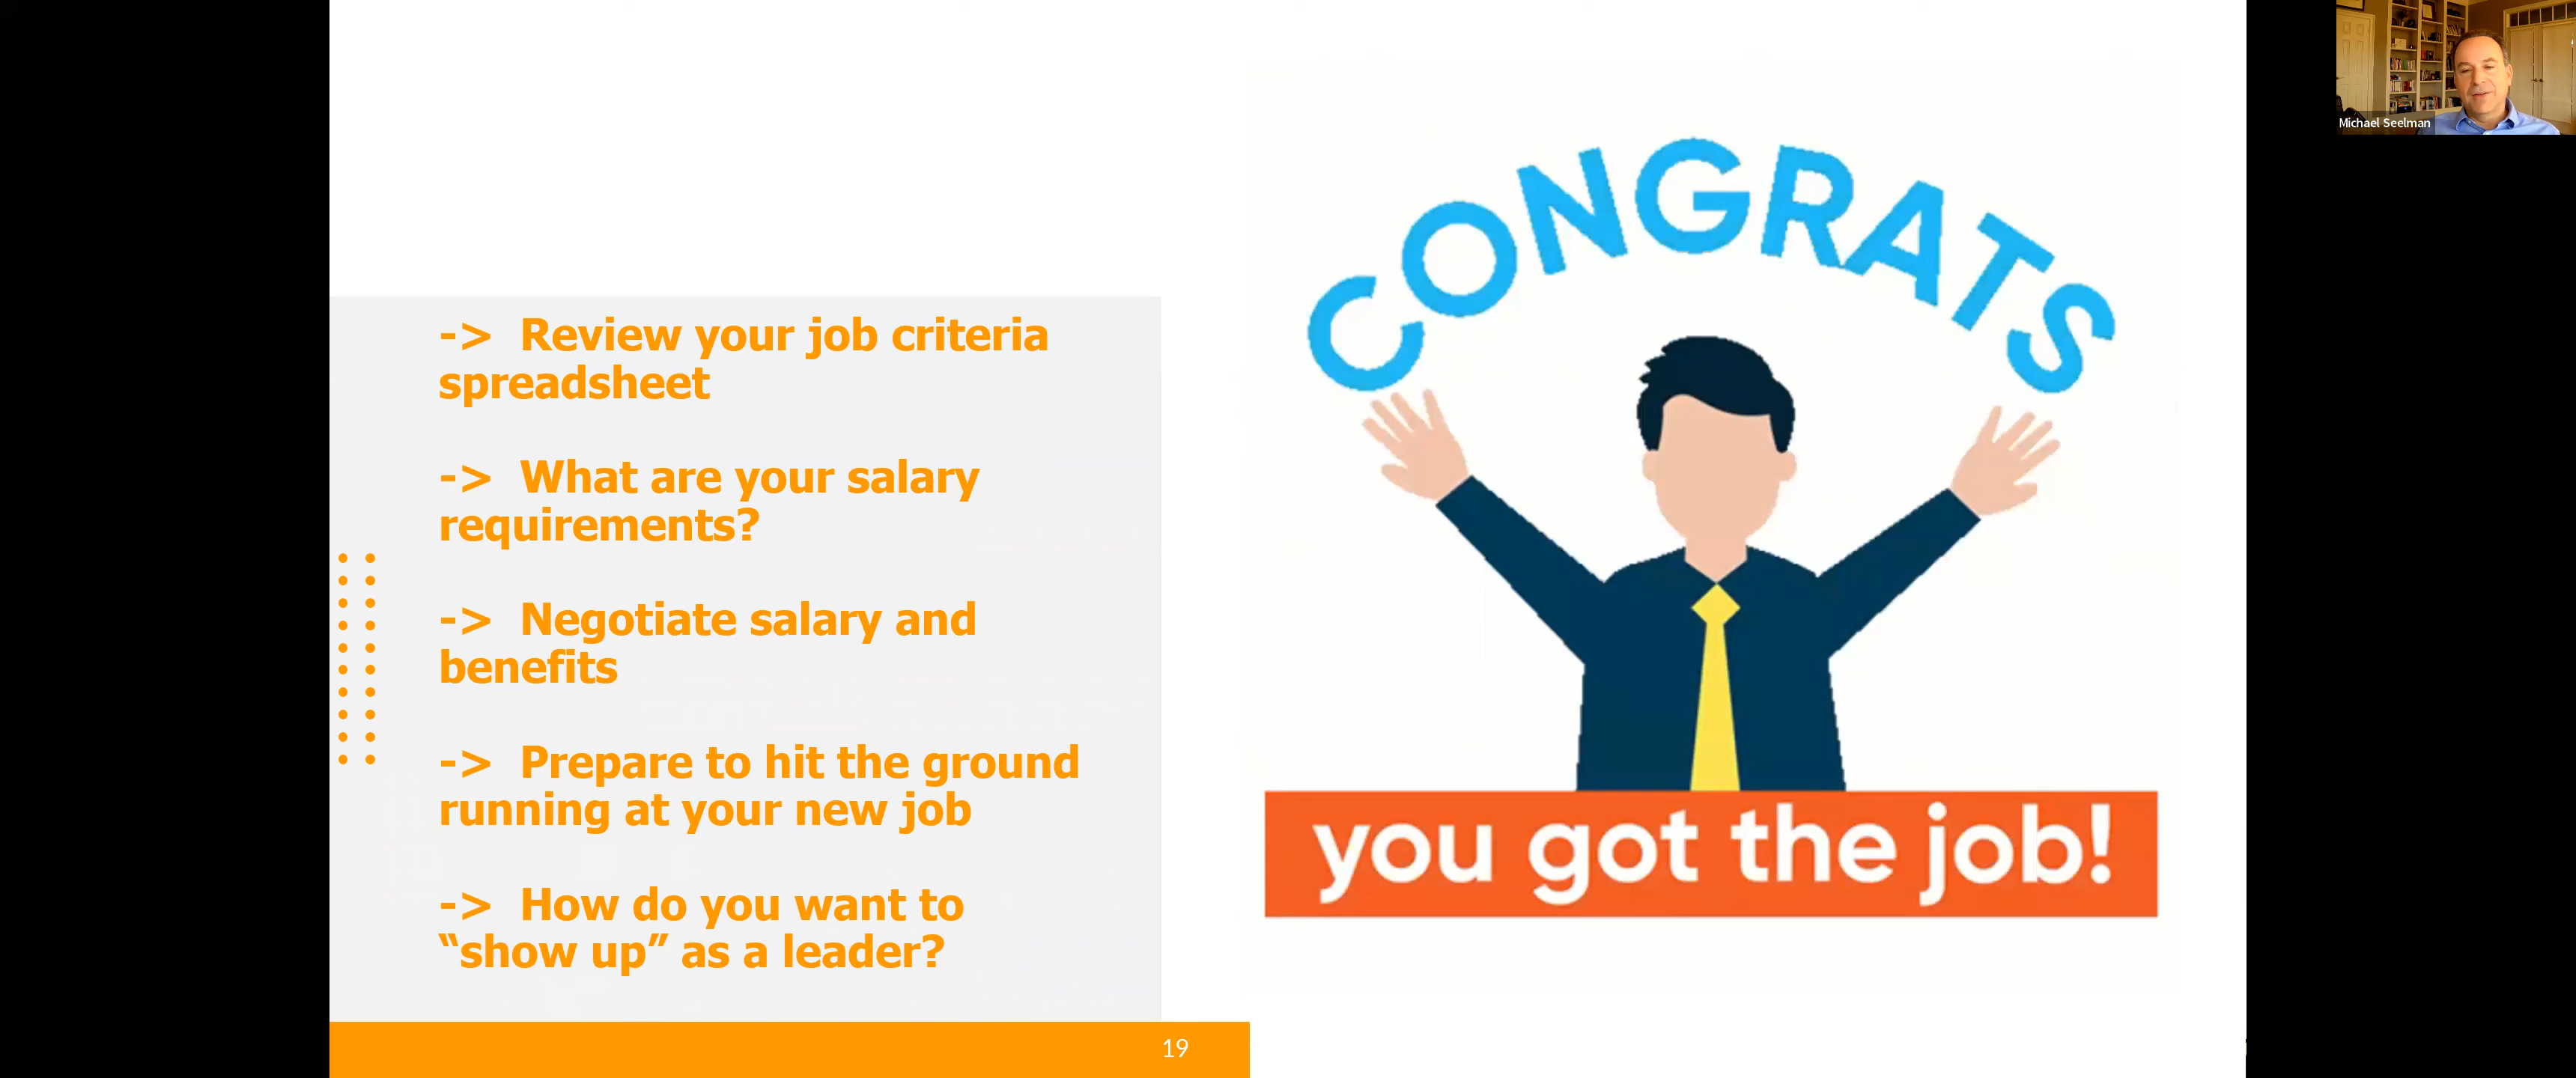 -> Review your job criteria
spreadsheet
-> What are your salary
requirements?
-> Negotiate salary and
benefits
-> Prepare to hit the ground
running at your new job
-> How do you want to
“show up” as a leader?
19
CONGRATS
you got the job!
Michael Seelman